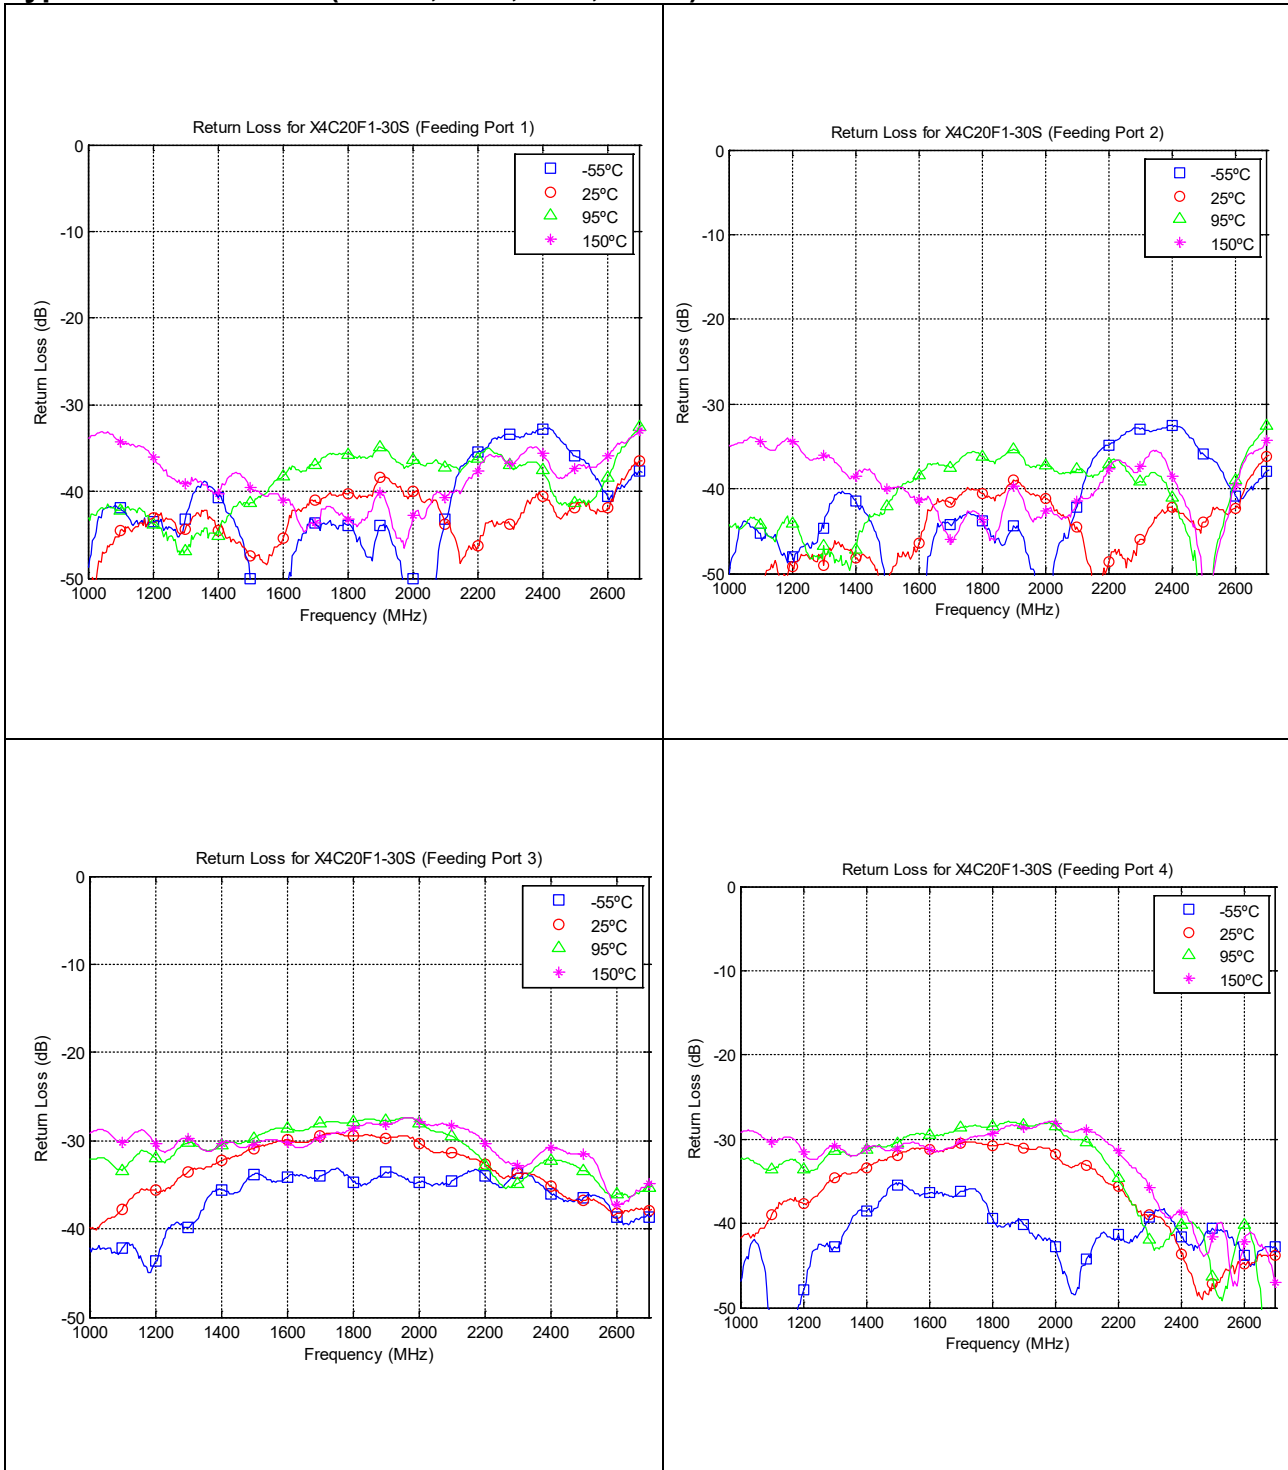 Return Loss for X4C20F1-30S (Feeding Port 1)
0
-10
-20
-30
-40
-50
Return Loss (dB)
-55ºC
25ºC
95ºC
150ºC
1000 1200 1400 1600 1800 2000 2200 2400 2600
Frequency (MHz)
Return Loss for X4C20F1-30S (Feeding Port 2)
0
-10
-20
-30
-40
-50
Return Loss (dB)
-55ºC
25ºC
95ºC
150ºC
1000 1200 1400 1600 1800 2000 2200 2400 2600
Frequency (MHz)
Return Loss for X4C20F1-30S (Feeding Port 3)
0
-10
-20
-30
-40
-50
Return Loss (dB)
-55ºC
25ºC
95ºC
150ºC
1000 1200 1400 1600 1800 2000 2200 2400 2600
Frequency (MHz)
Return Loss for X4C20F1-30S (Feeding Port 4)
0
-10
-20
-30
-40
-50
Return Loss (dB)
-55ºC
25ºC
95ºC
150ºC
1000 1200 1400 1600 1800 2000 2200 2400 2600
Frequency (MHz)